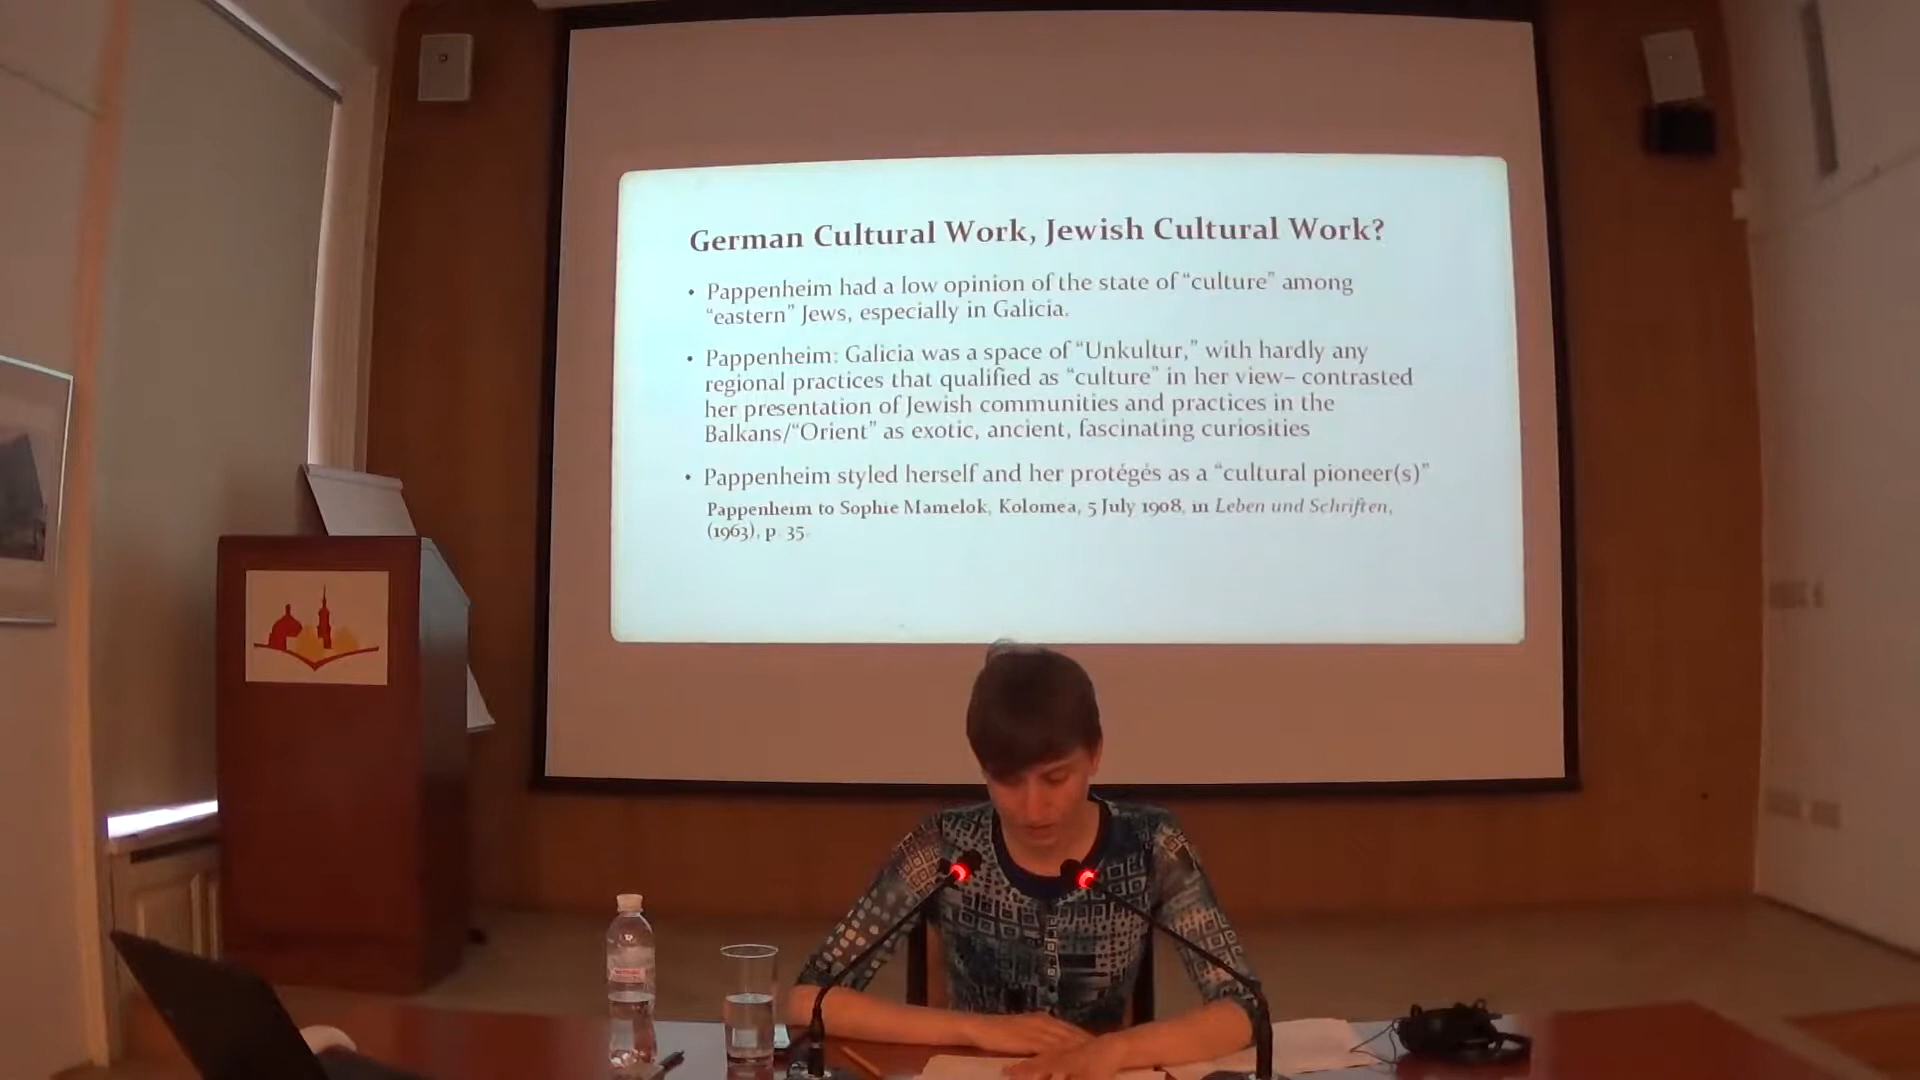 German Cultural Work, Jewish Cultural Work?
• Pappenheim had a low opinion of the state of “culture” among
“eastern” Jews, especially in Galicia.
• Pappenheim: Galicia was a space of “Unkultur,” with hardly any
regional practices that qualified as “culture” in her view– contrasted
her presentation of Jewish communities and practices in the
Balkans/“Orient” as exotic, ancient, fascinating curiosities
• Pappenheim styled herself and her protégés as a “cultural pioneer(s)”
Pappenheim to Sophie Mamelok, Kolomea, 5 July 1908, in Leben und Schriften,
(1963), p. 35.